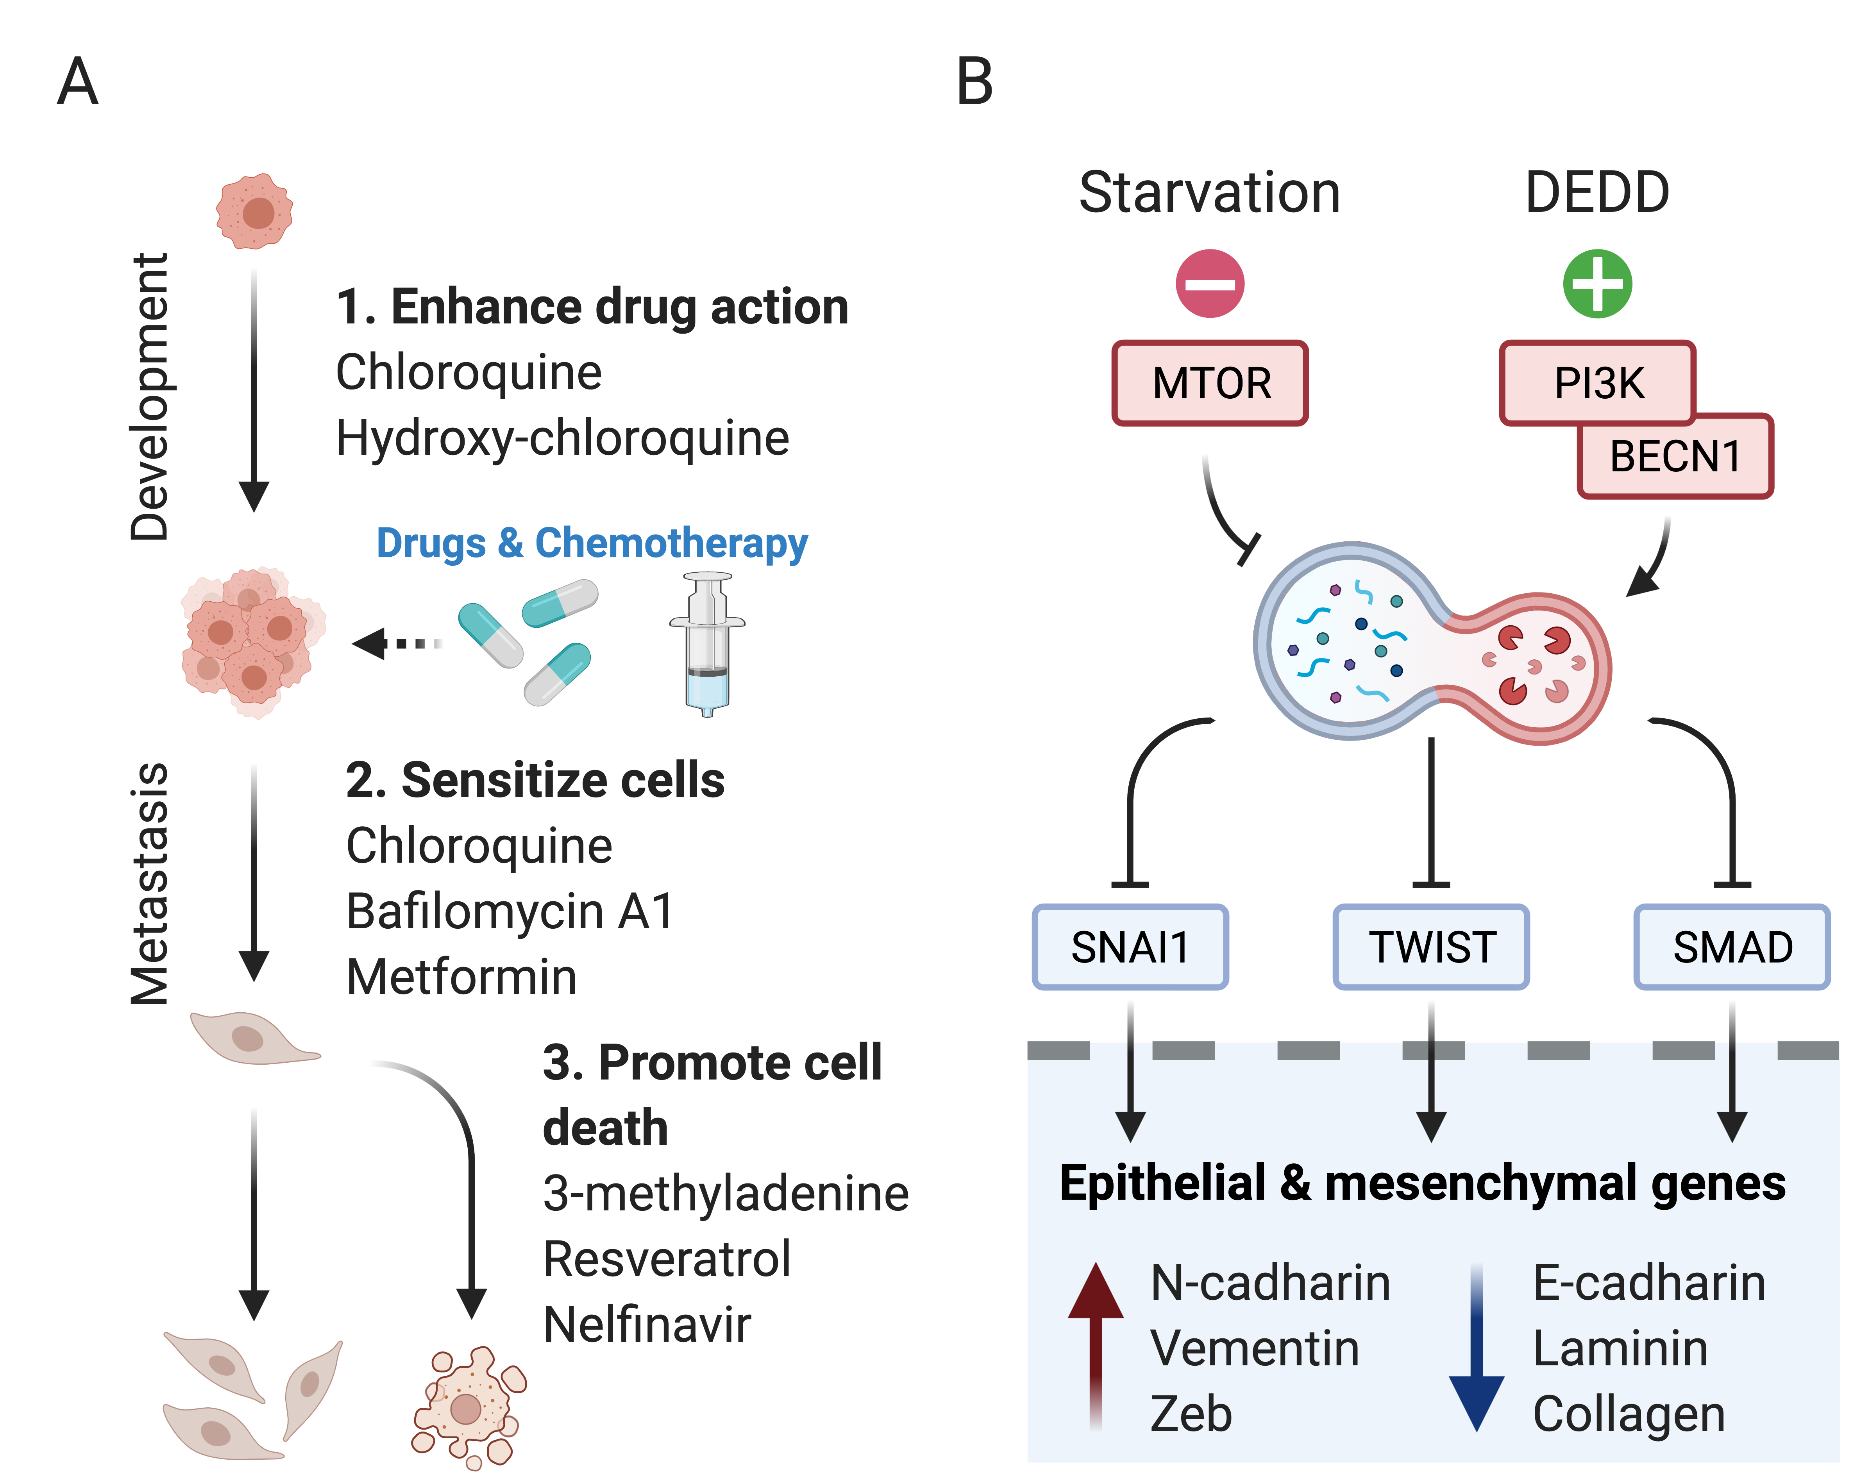 A
Development
1. Enhance drug action
Chloroquine
Hydroxy-chloroquine
Drugs & Chemotherapy
Metastasis
2. Sensitize cells
Chloroquine
Bafilomycin A1
Metformin
3. Promote cell
death
3-methyladenine
Resveratrol
Nelfinavir
B
Starvation
DEDD
MTOR
PI3K
BECN1
SNAI1
TWIST
SMAD
Epithelial & mesenchymal genes
N-cadharin
Vementin
Zeb
E-cadharin
Laminin
Collagen